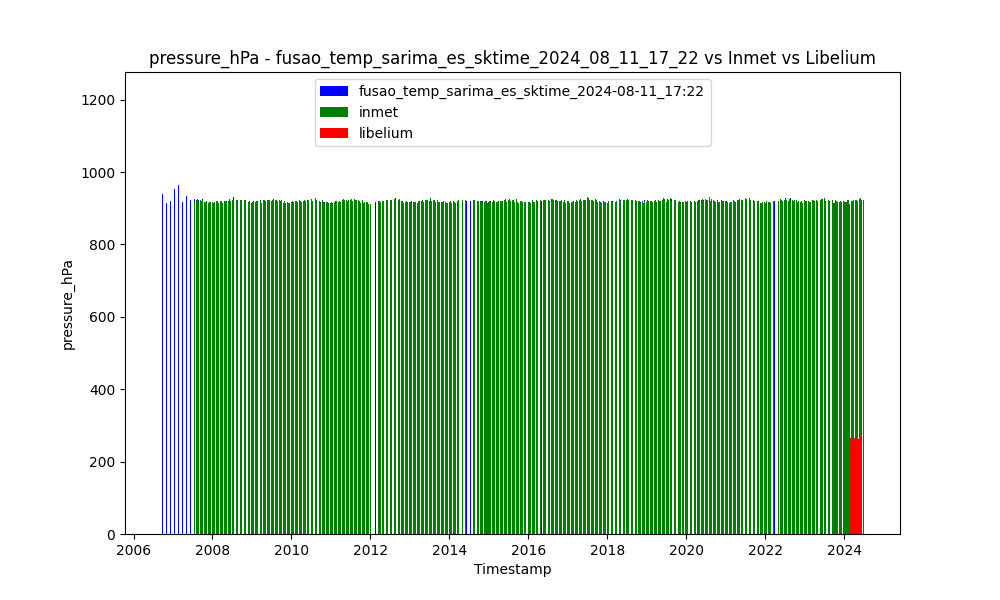 pressure_hPa - fusao_temp_sarima_es_sktime_2024_08_11_17_22 vs Inmet vs Libelium
fusao_temp_sarima_es_sktime_2024-08-11_17:22
inmet
libelium
1200
1000
800
600
400
200
0
pressure_hPa
2006 2008 2010 2012 2014 2016 2018 2020 2022 2024
Timestamp